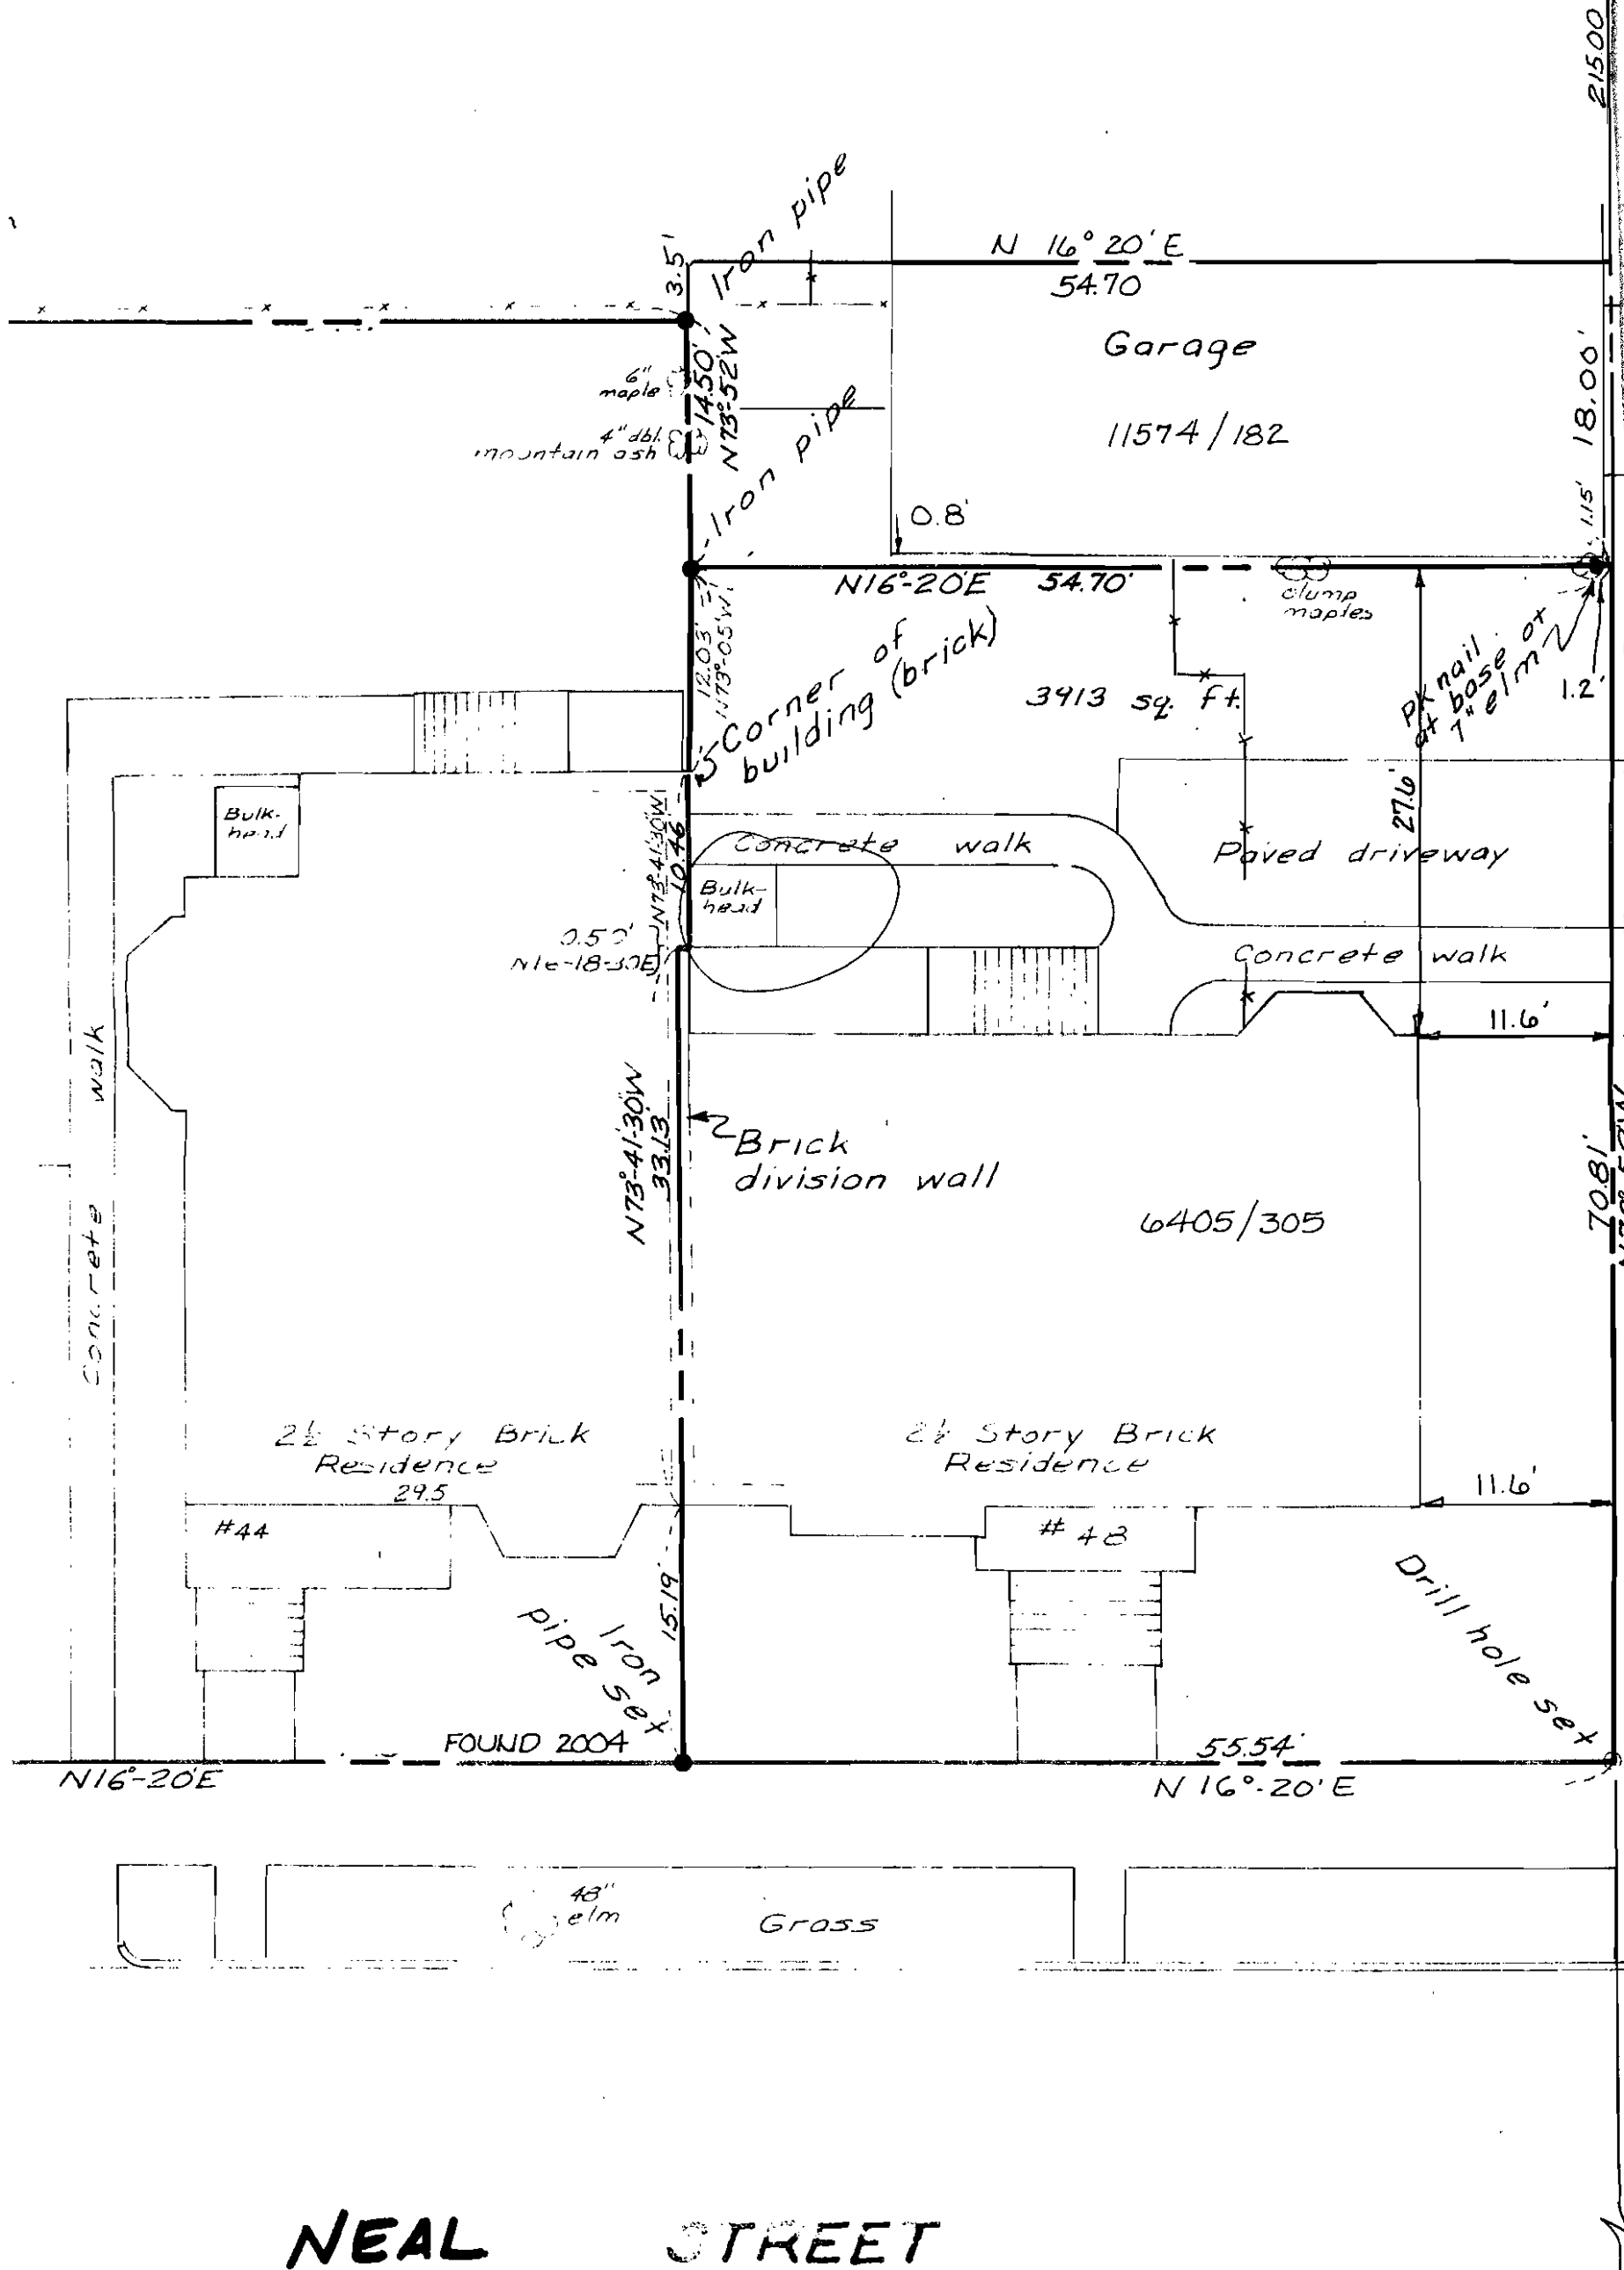 215.00
Iron pipe
3.5'
N 16° 20' E
54.70
Garage
11574/182
18.00'
6"
maple
14.50'
N73°-52'W
4" dbl.
mountain ash
Iron pipe
0.8'
1.15'
N16°-20'E 54.70'
clump
maples
12.03'
N73°-05'W
Corner of
building (brick)
3913 sq. ft.
PK nail
at base of
7" elm
1.2'
27.6'
Bulk-
head
N73°-41'-30"W
10.46
Concrete walk
Paved driveway
Bulk-
head
0.50'
Concrete walk
11.6'
Concrete walk
N73°-41'-30"W
33.13
Brick
division wall
70.81'
6405/305
2½ Story Brick
Residence
29.5
2½ Story Brick
Residence
11.6'
#44
# 48
15.19'
Iron
pipe set
Drill hole set
FOUND 2004
55.54'
N16°-20'E
N 16°-20' E
48"
elm
Grass
NEAL STREET